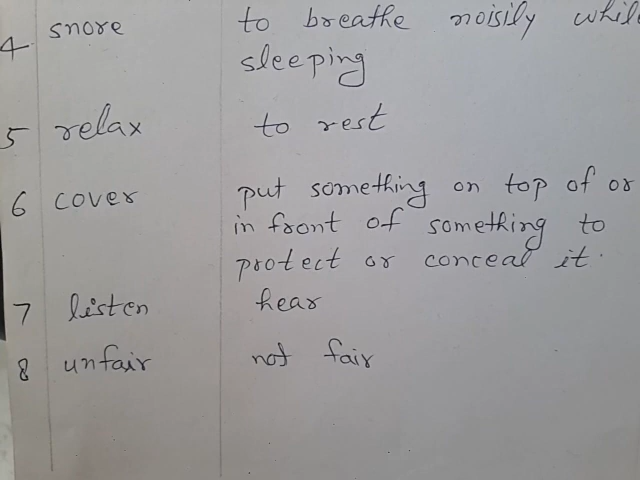 4 snore to breathe noisily while
sleeping
5 relax to rest
6 cover put something on top of or
in front of something to
protect or conceal it.
7 listen hear
8 unfair not fair